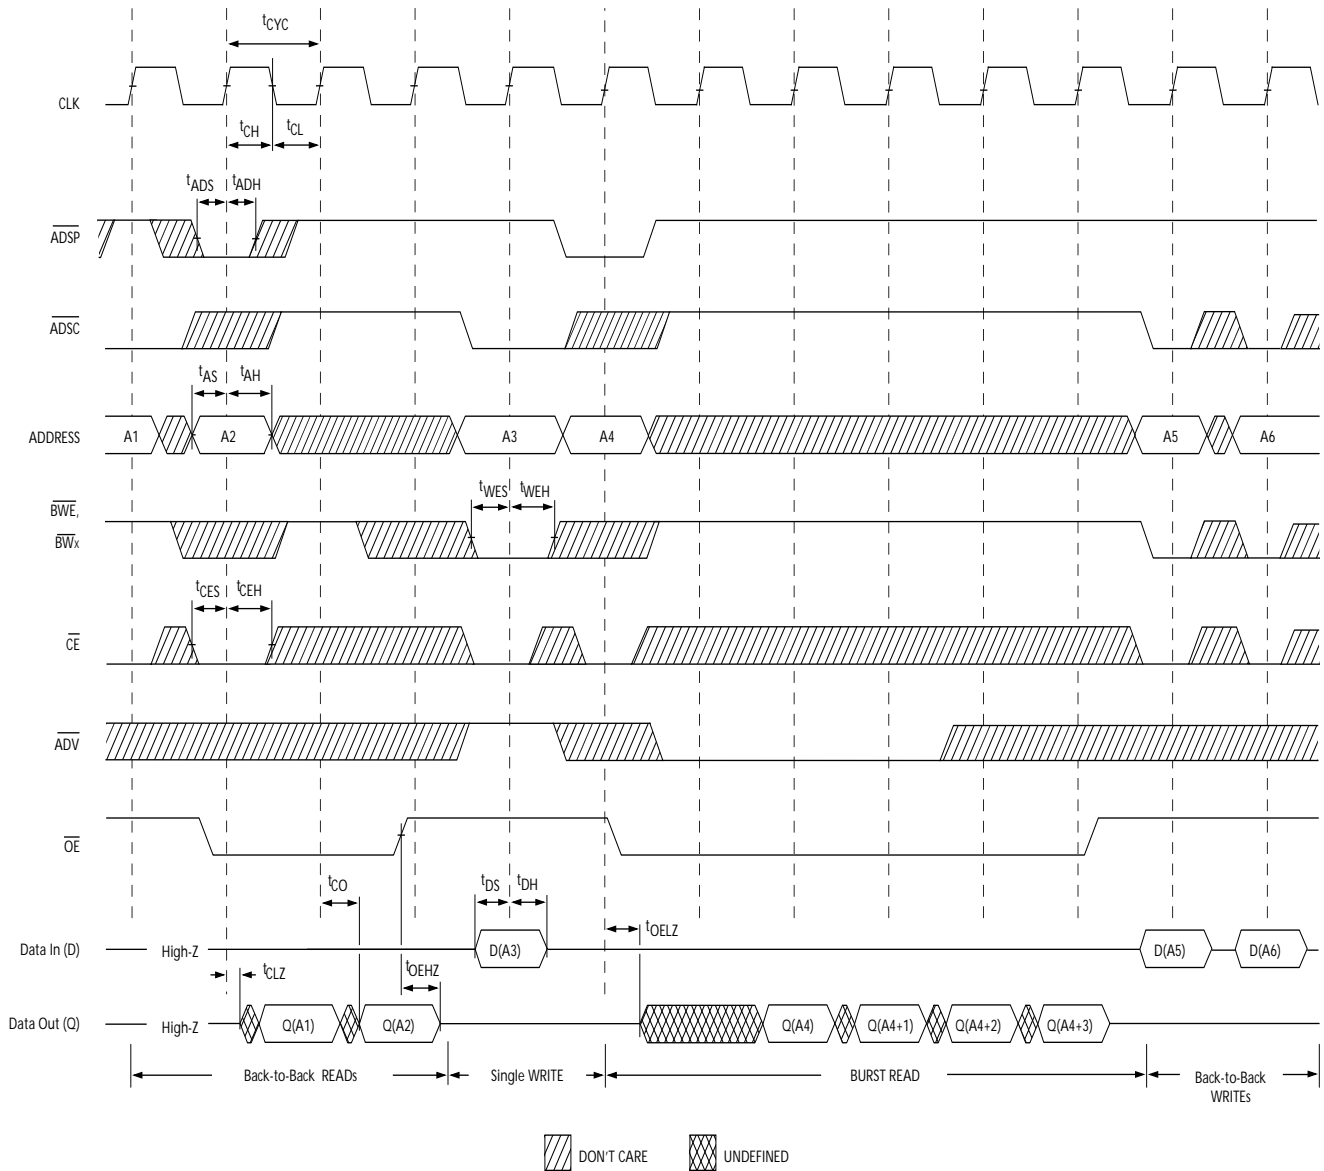 tCYC
CLK
tCH tCL
tADS tADH
ADSP
ADSC
tAS tAH
ADDRESS A1 A2 A3 A4 A5 A6
tWES tWEH
BWE,
BWx
tCES tCEH
CE
ADV
OE
tCO tDS tDH
tOELZ
Data In (D) High-Z D(A3) D(A5) D(A6)
tCLZ tOEHZ
Data Out (Q) High-Z Q(A1) Q(A2) Q(A4) Q(A4+1) Q(A4+2) Q(A4+3)
Back-to-Back READs Single WRITE BURST READ Back-to-Back
WRITEs
DON'T CARE UNDEFINED